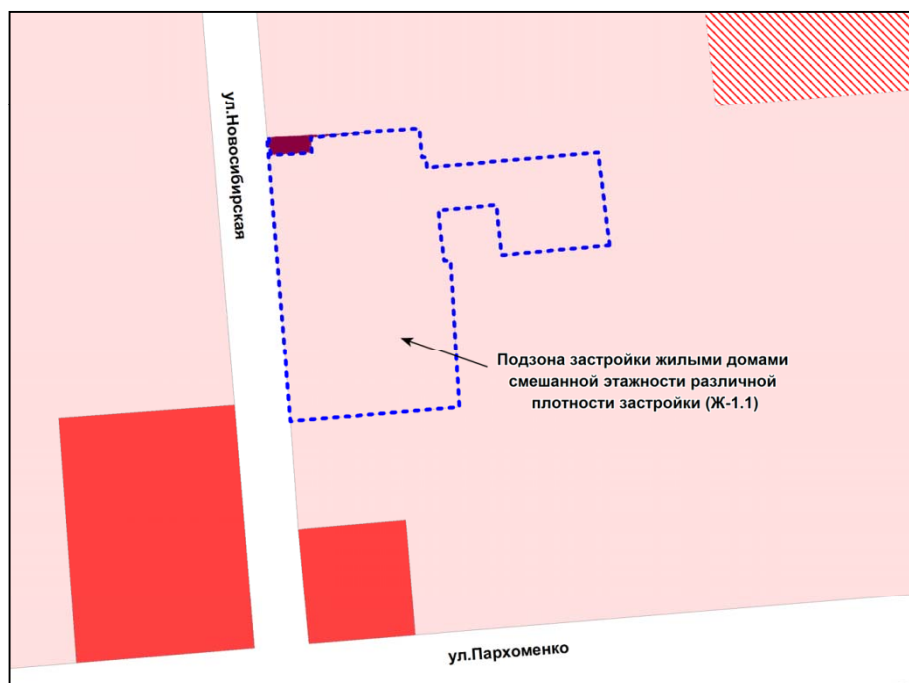 ул.Новосибирская
Подзона застройки жилыми домами
смешанной этажности различной
плотности застройки (Ж-1.1)
ул.Пархоменко